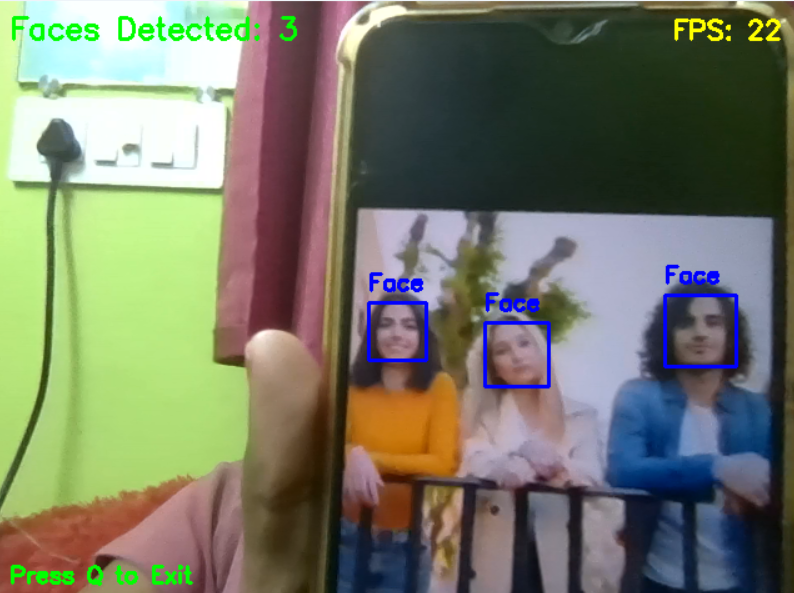 Faces Detected: 3
FPS: 22
Face
Face
Face
Press Q to Exit